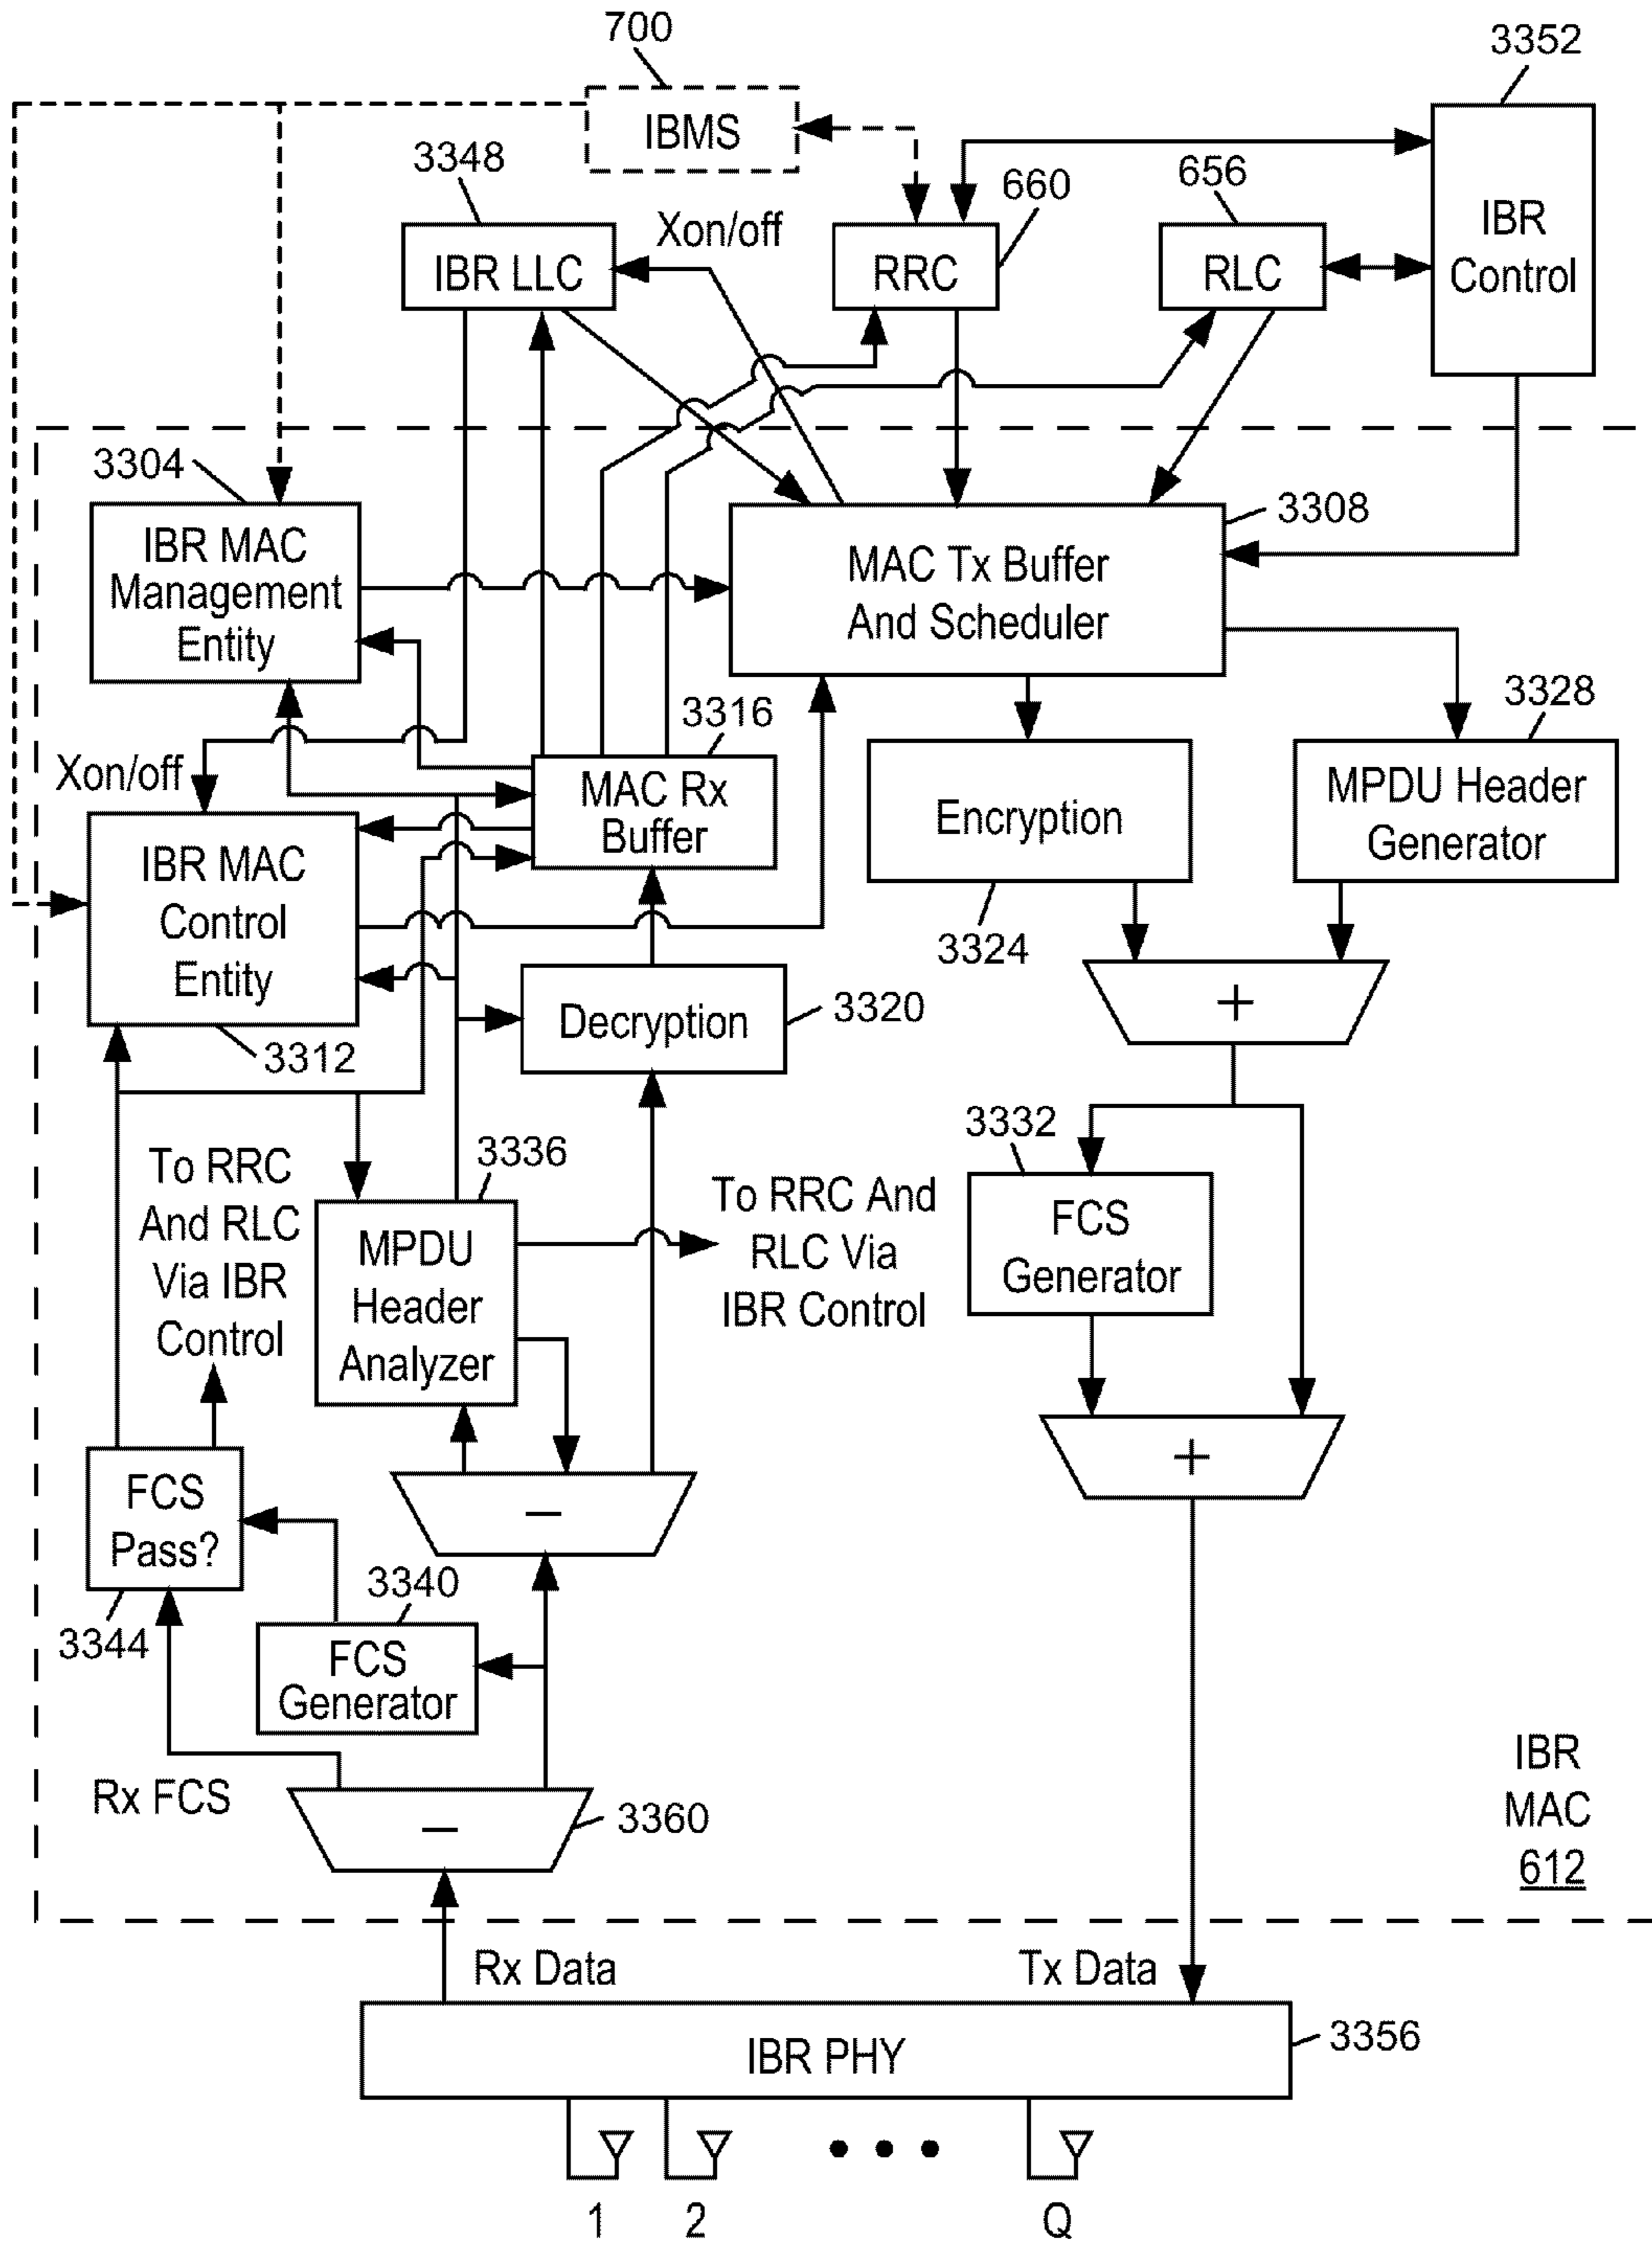 700
3352
IBMS
3348
660
656
Xon/off
IBR LLC
RRC
RLC
IBR
Control
3304
3308
IBR MAC
Management
Entity
MAC Tx Buffer
And Scheduler
3316
3328
Xon/off
MAC Rx
Buffer
Encryption
MPDU Header
Generator
IBR MAC
Control
Entity
3324
+
Decryption
3320
3312
3332
To RRC
And RLC
Via IBR
Control
3336
MPDU
Header
Analyzer
To RRC And
RLC Via
IBR Control
FCS
Generator
+
FCS
Pass?
–
3340
3344
FCS
Generator
Rx FCS
–
3360
IBR
MAC
612
Rx Data
Tx Data
IBR PHY
3356
1
2
Q